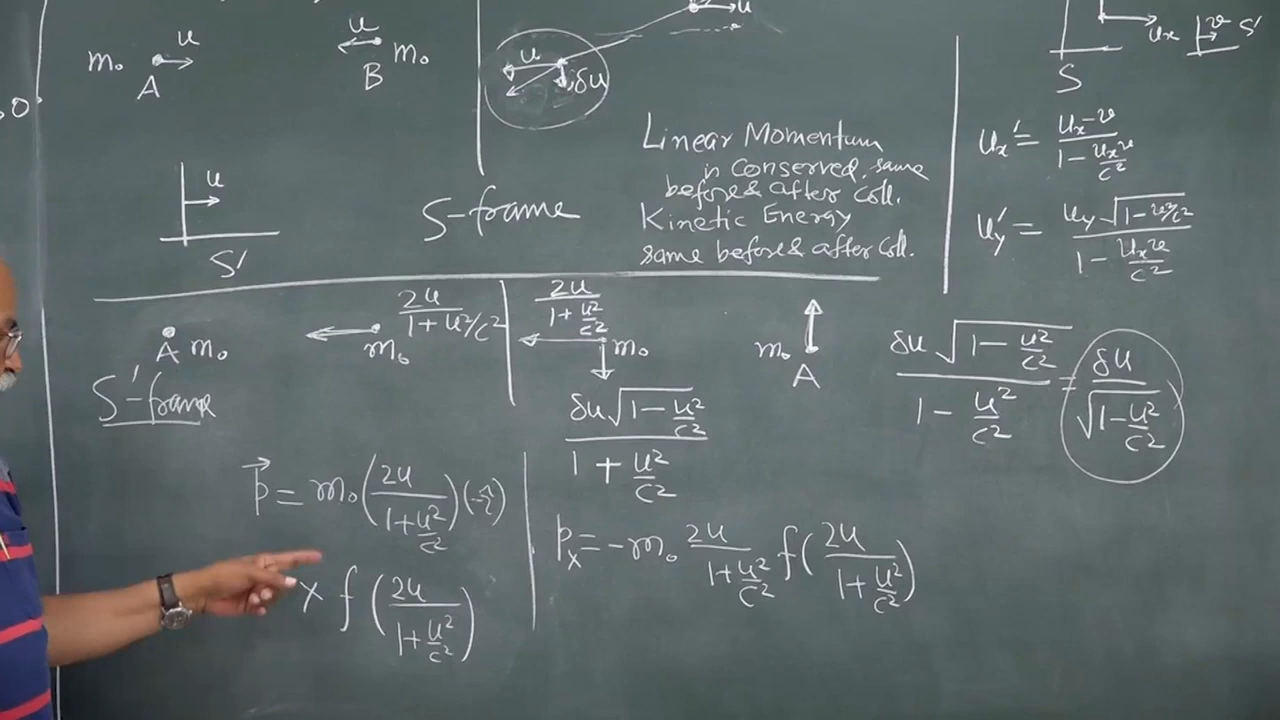 u
m₀ A u
u B m₀
u
δu
0
u
S'
S-frame
Linear Momentum
is conserved, same
before & after coll.
Kinetic Energy
same before & after coll.
uₓ v S'
S
uₓ' = (uₓ - v)/(1 - uₓv/c²)
u_y' = u_y √(1 - v²/c²)/(1 - uₓv/c²)
A m₀
2u/(1 + u²/c²)
m₀
S'-frame
2u/(1 + u²/c²)
m₀
δu √(1 - u²/c²)/(1 + u²/c²)
m₀ A
δu √(1 - u²/c²)/(1 - u²/c²) = δu/√(1 - u²/c²)
p⃗ = m₀ (2u/(1 + u²/c²)) (-î)
× f (2u/(1 + u²/c²))
pₓ = -m₀ 2u/(1 + u²/c²) f(2u/(1 + u²/c²))